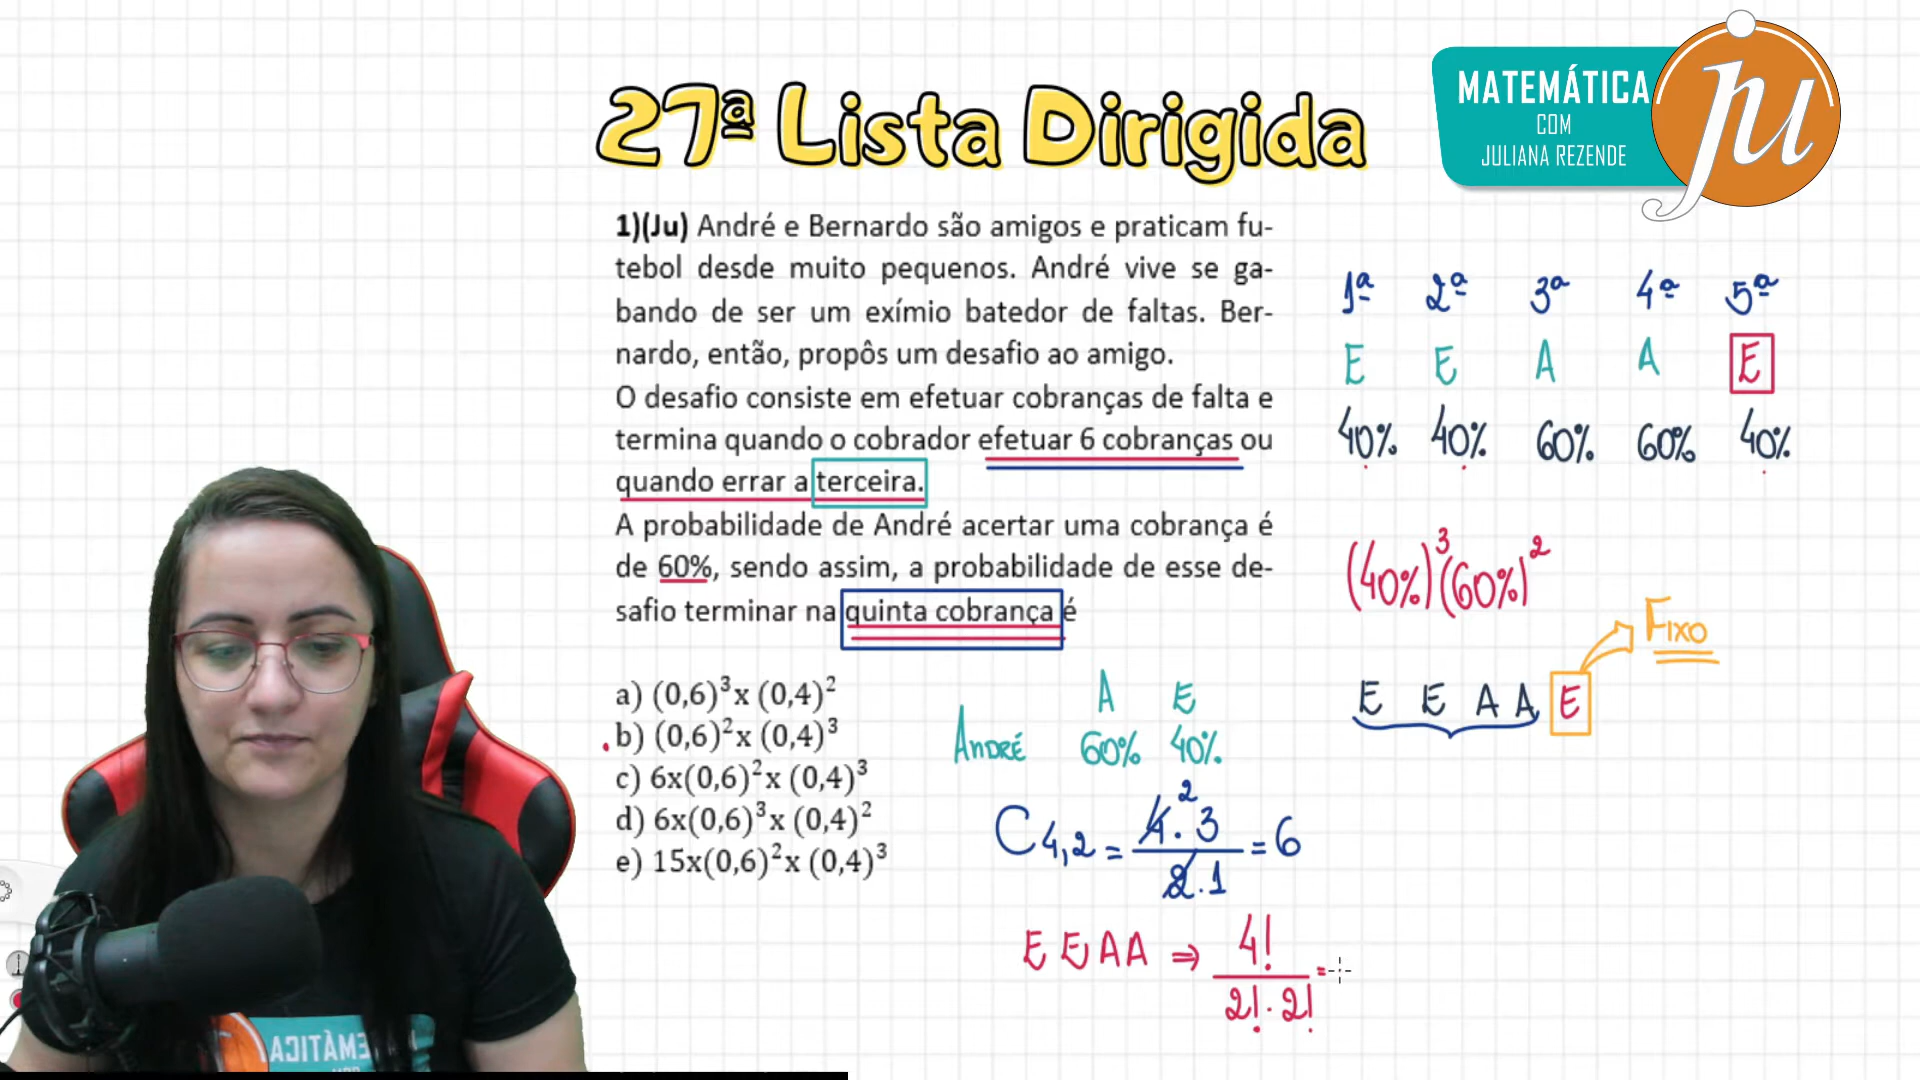 27ª Lista Dirigida
MATEMÁTICA
COM
JULIANA REZENDE
ju
1)(Ju) André e Bernardo são amigos e praticam fu-
tebol desde muito pequenos. André vive se ga-
bando de ser um exímio batedor de faltas. Ber-
nardo, então, propôs um desafio ao amigo.
O desafio consiste em efetuar cobranças de falta e
termina quando o cobrador efetuar 6 cobranças ou
quando errar a terceira.
A probabilidade de André acertar uma cobrança é
de 60%, sendo assim, a probabilidade de esse de-
safio terminar na quinta cobrança é
a) (0,6)³x (0,4)²
b) (0,6)²x (0,4)³
c) 6x(0,6)²x (0,4)³
d) 6x(0,6)³x (0,4)²
e) 15x(0,6)²x (0,4)³
1ª 2ª 3ª 4ª 5ª
E E A A E
40% 40% 60% 60% 40%
(40%)³(60%)²
Fixo
E E A A E
A E
André 60% 40%
C4,2 = 4.3/2.1 = 6
2
E E A A ⇒ 4!/2!.2! =
MATEMÁTICA